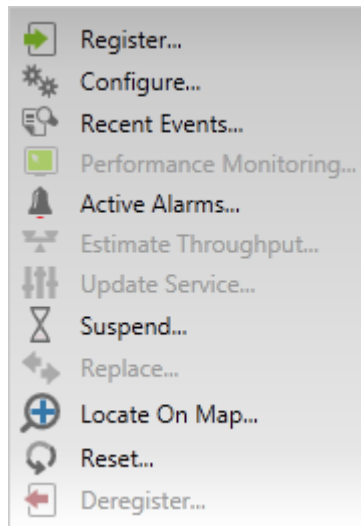 Register...
Configure...
Recent Events...
Performance Monitoring...
Active Alarms...
Estimate Throughput...
Update Service...
Suspend...
Replace...
Locate On Map...
Reset...
Deregister...